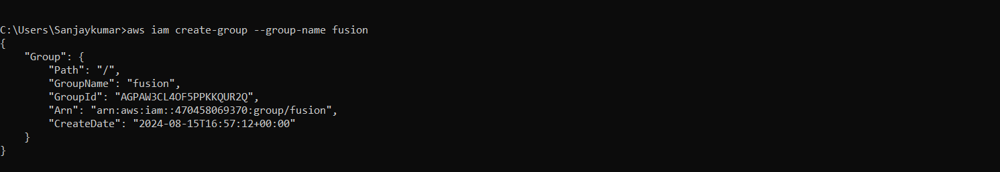 C:\Users\Sanjaykumar>aws iam create-group --group-name fusion
{
    "Group": {
        "Path": "/",
        "GroupName": "fusion",
        "GroupId": "AGPAW3CL4OF5PPKKQUR2Q",
        "Arn": "arn:aws:iam::470458069370:group/fusion",
        "CreateDate": "2024-08-15T16:57:12+00:00"
    }
}